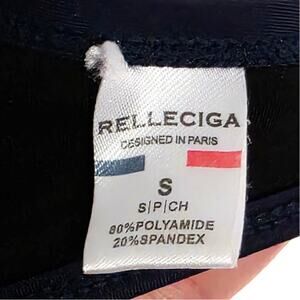 RELLECIGA
DESIGNED IN PARIS
S
S|P|CH
80%POLYAMIDE
20%SPANDEX